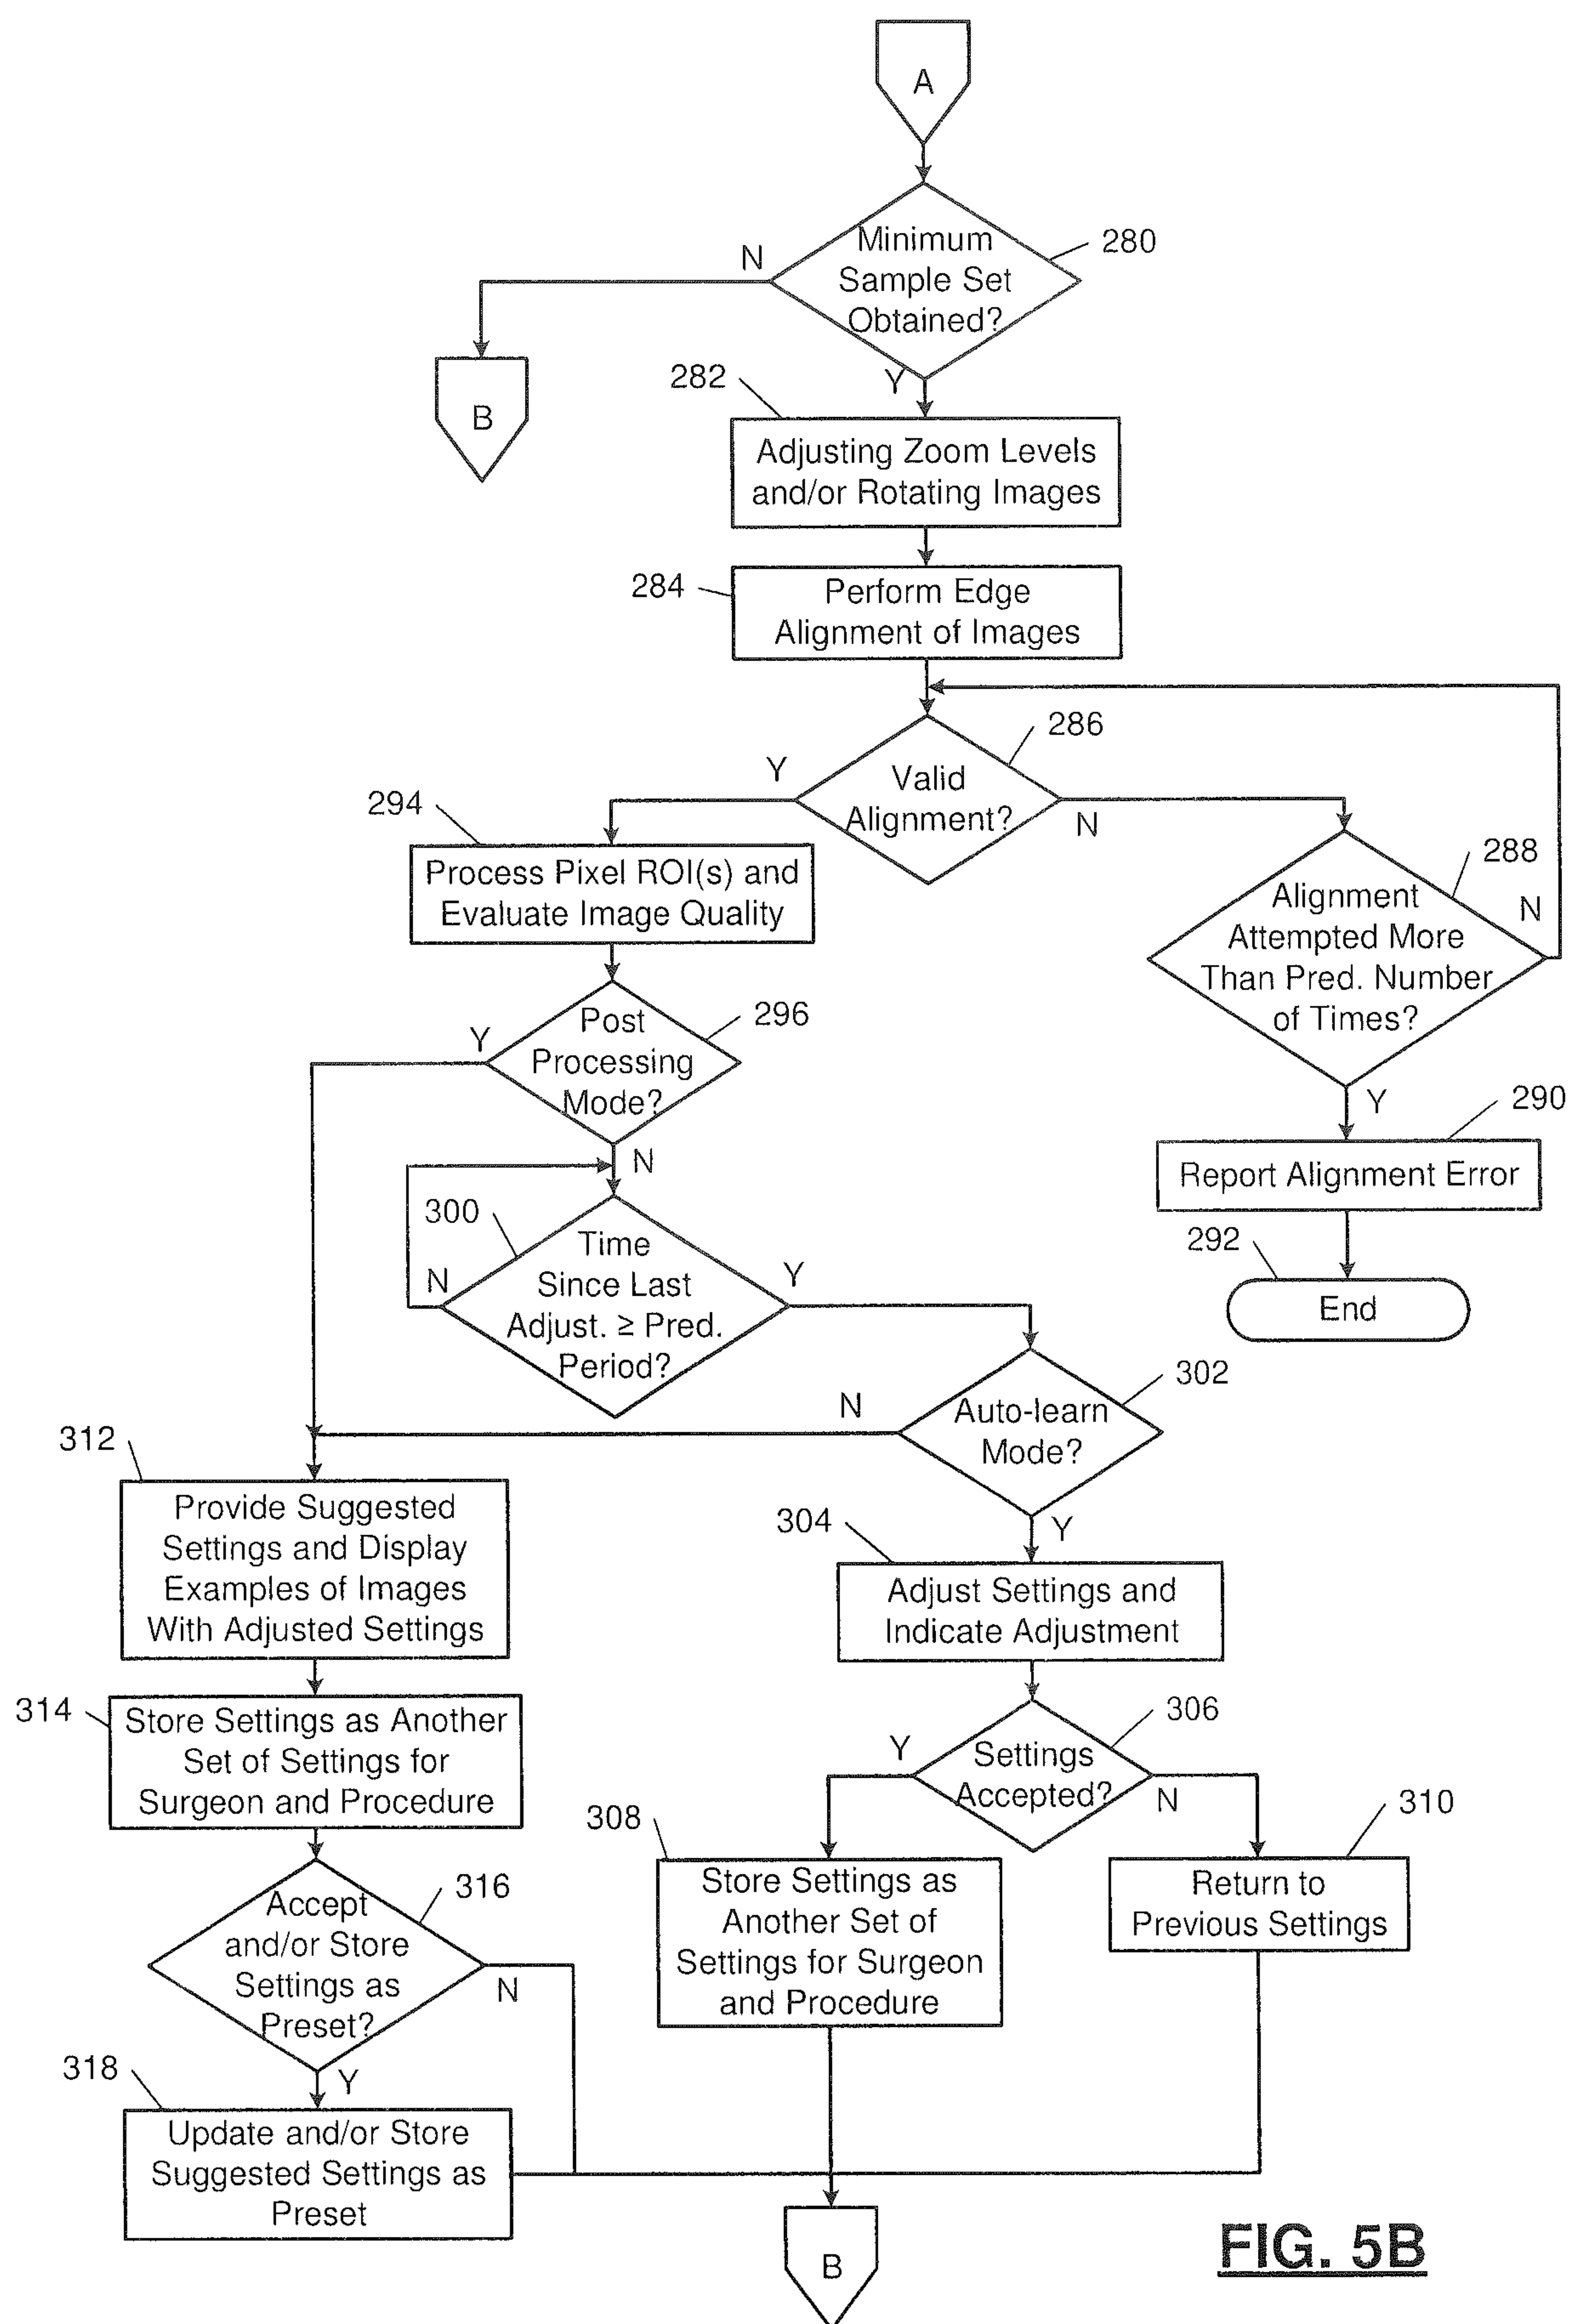 A
Minimum
Sample Set
Obtained?
280
N
Y
B
282
Adjusting Zoom Levels
and/or Rotating Images
284
Perform Edge
Alignment of Images
286
Valid
Alignment?
Y
N
288
Alignment
Attempted More
Than Pred. Number
of Times?
N
Y
290
Report Alignment Error
292
End
294
Process Pixel ROI(s) and
Evaluate Image Quality
296
Post
Processing
Mode?
Y
N
300
Time
Since Last
Adjust. ≥ Pred.
Period?
N
Y
302
Auto-learn
Mode?
N
Y
304
Adjust Settings and
Indicate Adjustment
306
Settings
Accepted?
Y
N
308
Store Settings as
Another Set of
Settings for Surgeon
and Procedure
310
Return to
Previous Settings
312
Provide Suggested
Settings and Display
Examples of Images
With Adjusted Settings
314
Store Settings as Another
Set of Settings for
Surgeon and Procedure
316
Accept
and/or Store
Settings as
Preset?
N
Y
318
Update and/or Store
Suggested Settings as
Preset
B
FIG. 5B